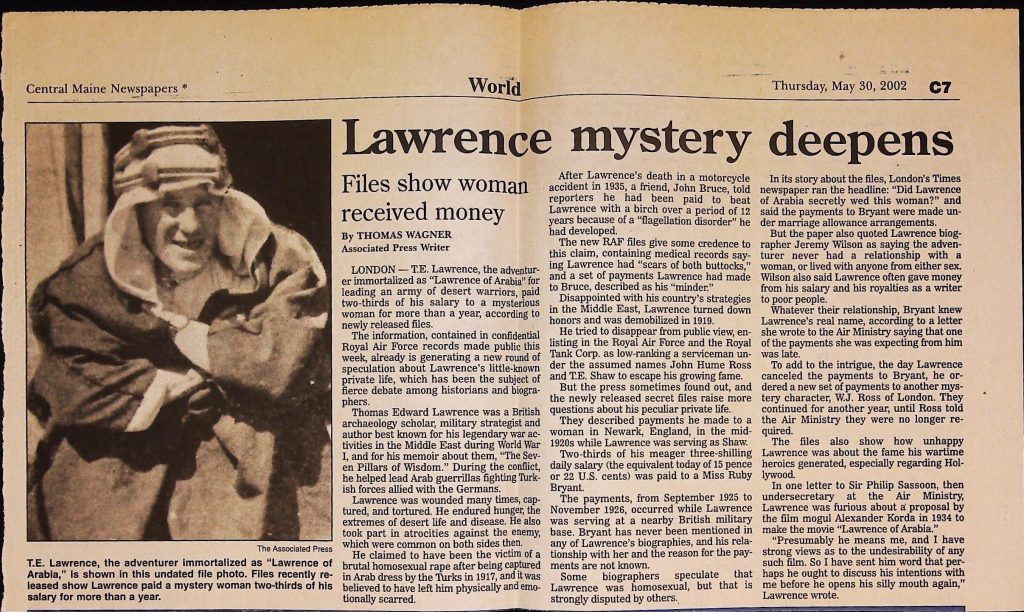 Central Maine Newspapers *
World
Thursday, May 30, 2002 C7
Lawrence mystery deepens
Files show woman
received money
By THOMAS WAGNER
Associated Press Writer
LONDON — T.E. Lawrence, the adventur-
er immortalized as "Lawrence of Arabia" for
leading an army of desert warriors, paid
two-thirds of his salary to a mysterious
woman for more than a year, according to
newly released files.
The information, contained in confidential
Royal Air Force records made public this
week, already is generating a new round of
speculation about Lawrence's little-known
private life, which has been the subject of
fierce debate among historians and biogra-
phers.
Thomas Edward Lawrence was a British
archaeology scholar, military strategist and
author best known for his legendary war ac-
tivities in the Middle East during World War
I, and for his memoir about them, "The Sev-
en Pillars of Wisdom." During the conflict,
he helped lead Arab guerrillas fighting Turk-
ish forces allied with the Germans.
Lawrence was wounded many times, cap-
tured, and tortured. He endured hunger, the
extremes of desert life and disease. He also
took part in atrocities against the enemy,
which were common on both sides then.
He claimed to have been the victim of a
brutal homosexual rape after being captured
in Arab dress by the Turks in 1917, and it was
believed to have left him physically and emo-
tionally scarred.
After Lawrence's death in a motorcycle
accident in 1935, a friend, John Bruce, told
reporters he had been paid to beat
Lawrence with a birch over a period of 12
years because of a "flagellation disorder" he
had developed.
The new RAF files give some credence to
this claim, containing medical records say-
ing Lawrence had "scars of both buttocks,"
and a set of payments Lawrence had made
to Bruce, described as his "minder."
Disappointed with his country's strategies
in the Middle East, Lawrence turned down
honors and was demobilized in 1919.
He tried to disappear from public view, en-
listing in the Royal Air Force and the Royal
Tank Corp. as low-ranking a serviceman un-
der the assumed names John Hume Ross
and T.E. Shaw to escape his growing fame.
But the press sometimes found out, and
the newly released secret files raise more
questions about his peculiar private life.
They described payments he made to a
woman in Newark, England, in the mid-
1920s while Lawrence was serving as Shaw.
Two-thirds of his meager three-shilling
daily salary (the equivalent today of 15 pence
or 22 U.S. cents) was paid to a Miss Ruby
Bryant.
The payments, from September 1925 to
November 1926, occurred while Lawrence
was serving at a nearby British military
base. Bryant has never been mentioned in
any of Lawrence's biographies, and his rela-
tionship with her and the reason for the pay-
ments are not known.
Some biographers speculate that
Lawrence was homosexual, but that is
strongly disputed by others.
In its story about the files, London's Times
newspaper ran the headline: "Did Lawrence
of Arabia secretly wed this woman?" and
said the payments to Bryant were made un-
der marriage allowance arrangements.
But the paper also quoted Lawrence biog-
rapher Jeremy Wilson as saying the adven-
turer never had a relationship with a
woman, or lived with anyone from either sex.
Wilson also said Lawrence often gave money
from his salary and his royalties as a writer
to poor people.
Whatever their relationship, Bryant knew
Lawrence's real name, according to a letter
she wrote to the Air Ministry saying that one
of the payments she was expecting from him
was late.
To add to the intrigue, the day Lawrence
canceled the payments to Bryant, he or-
dered a new set of payments to another mys-
tery character, W.J. Ross of London. They
continued for another year, until Ross told
the Air Ministry they were no longer re-
quired.
The files also show how unhappy
Lawrence was about the fame his wartime
heroics generated, especially regarding Hol-
lywood.
In one letter to Sir Philip Sassoon, then
undersecretary at the Air Ministry,
Lawrence was furious about a proposal by
the film mogul Alexander Korda in 1934 to
make the movie "Lawrence of Arabia."
"Presumably he means me, and I have
strong views as to the undesirability of any
such film. So I have sent him word that per-
haps he ought to discuss his intentions with
me before he opens his silly mouth again,"
Lawrence wrote.
The Associated Press
T.E. Lawrence, the adventurer immortalized as "Lawrence of
Arabia," is shown in this undated file photo. Files recently re-
leased show Lawrence paid a mystery woman two-thirds of his
salary for more than a year.